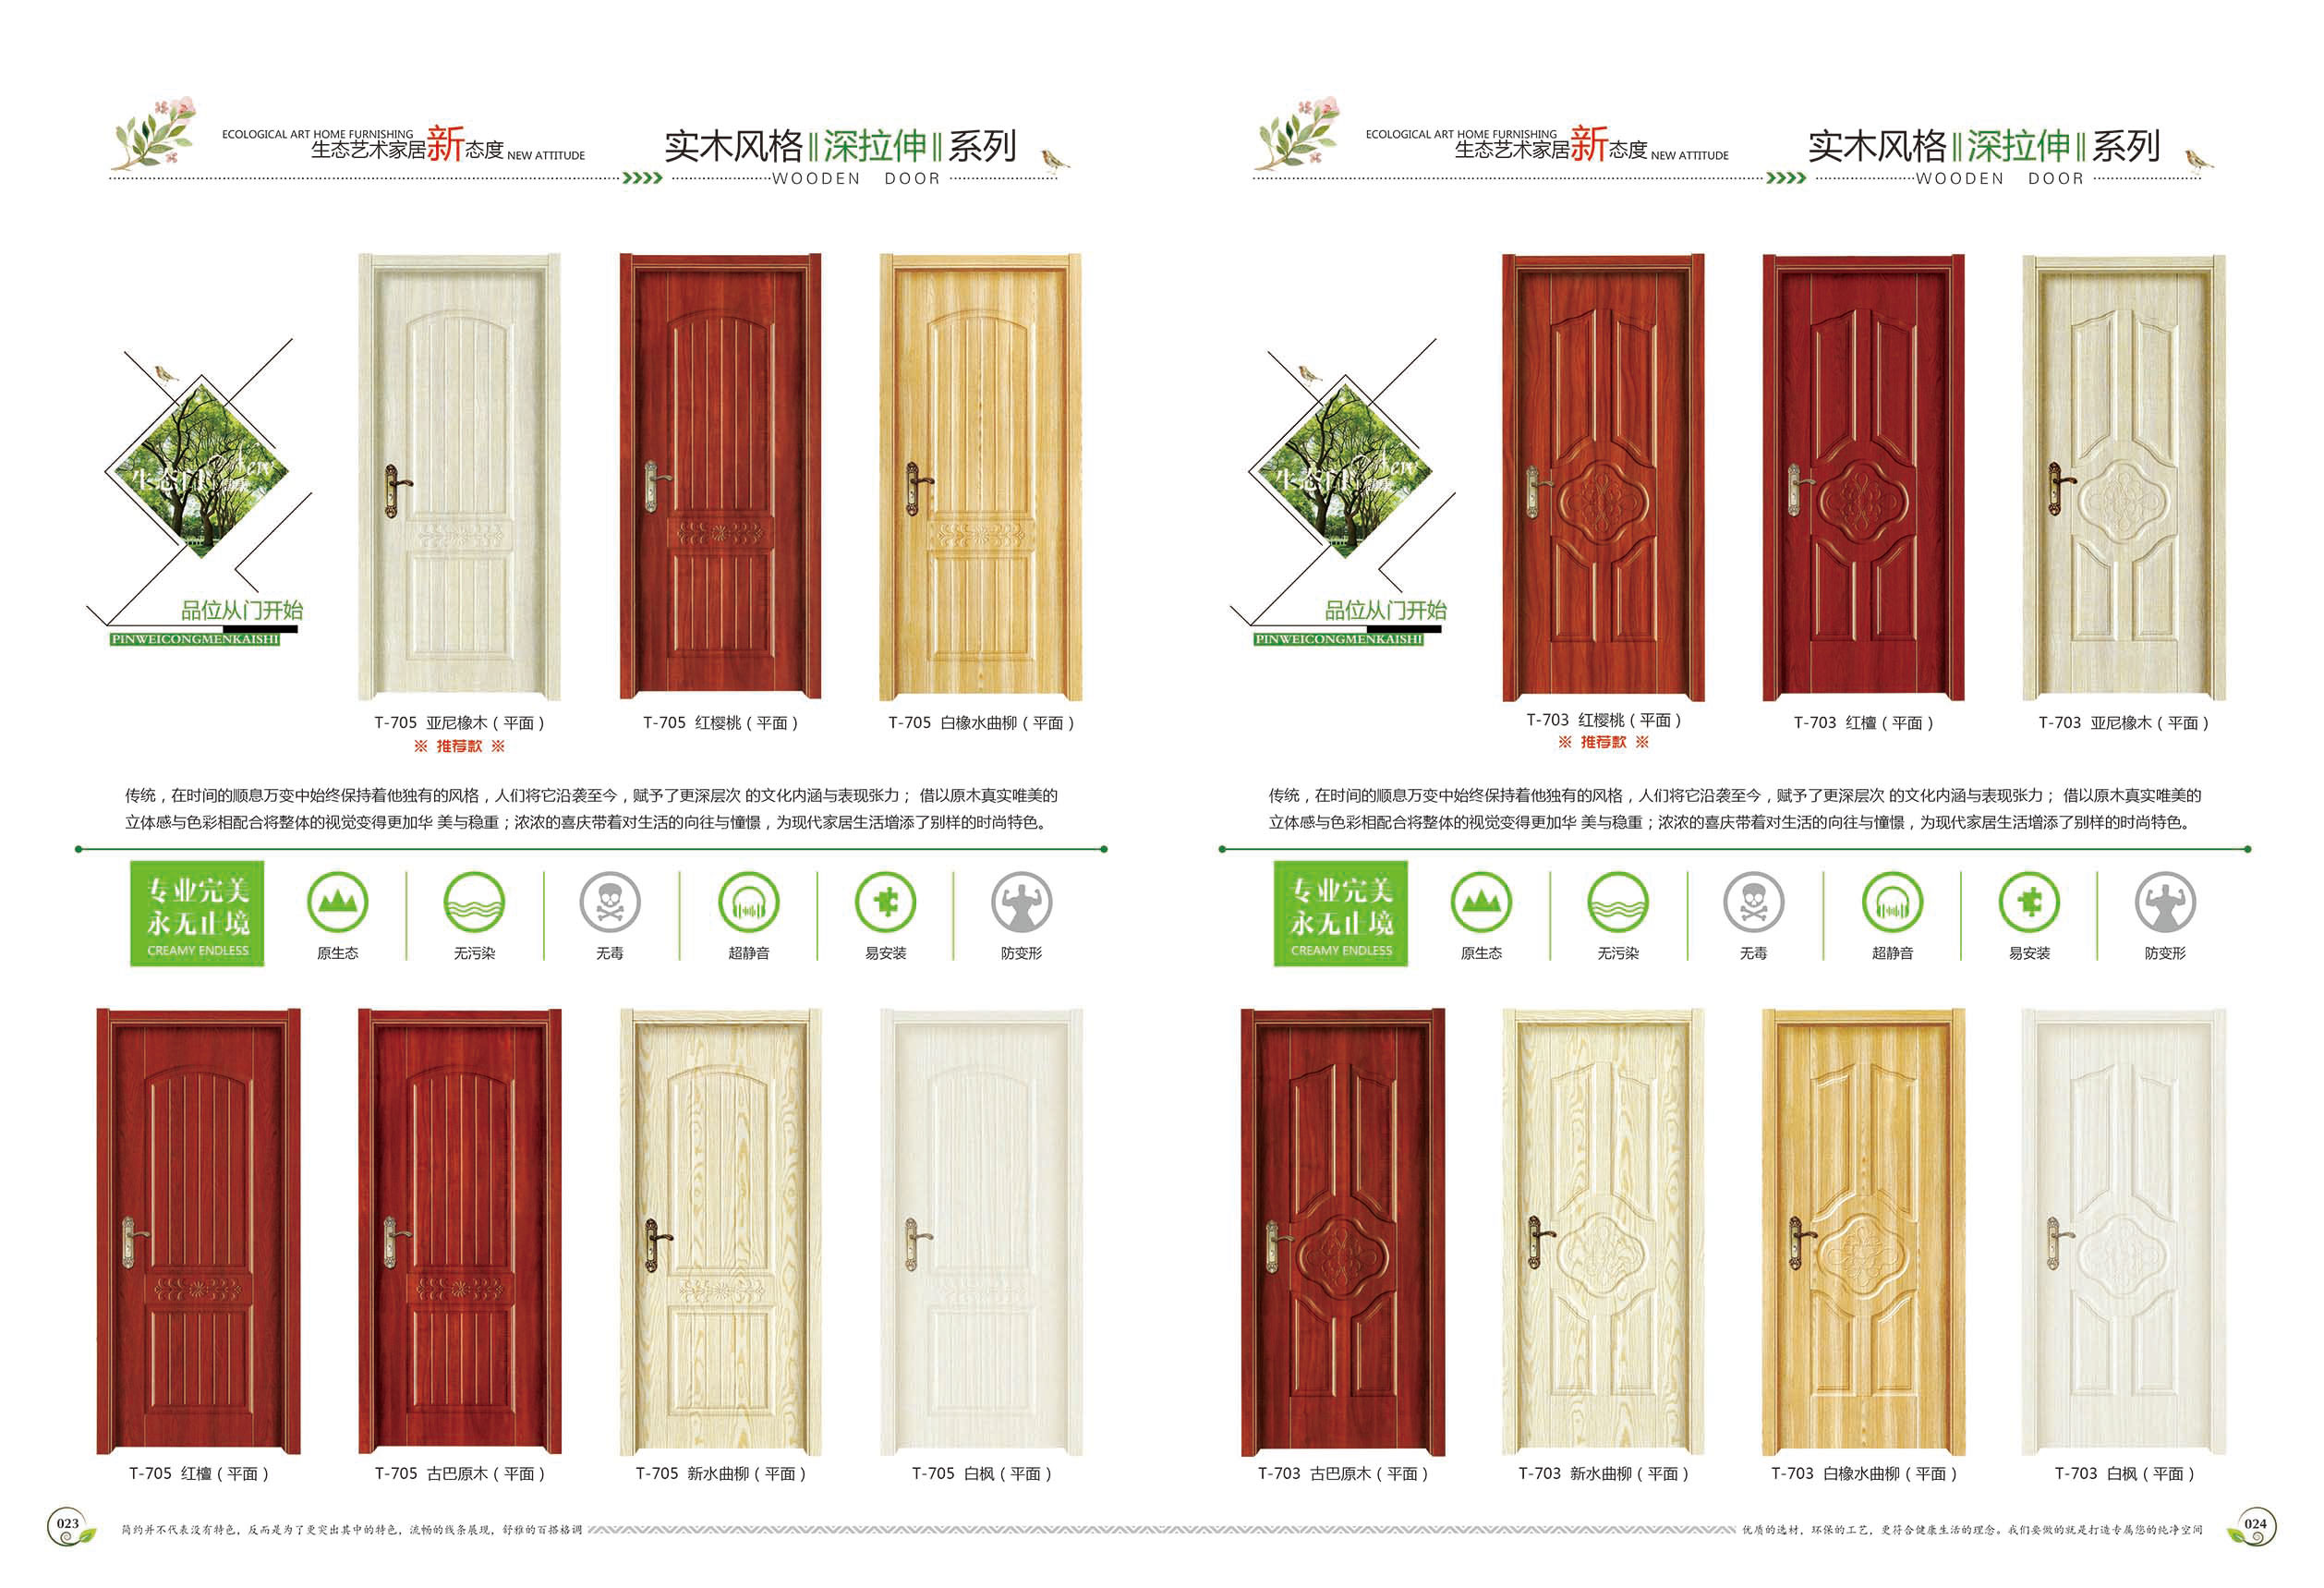 ECOLOGICAL ART HOME FURNISHING
生态艺术家居新态度 NEW ATTITUDE
实木风格‖深拉伸‖系列
WOODEN DOOR
品位从门开始
PINWEICONGMENKAISHI
T-705 亚尼橡木（平面）
※ 推荐款 ※
T-705 红樱桃（平面）
T-705 白橡水曲柳（平面）
传统，在时间的顺息万变中始终保持着他独有的风格，人们将它沿袭至今，赋予了更深层次 的文化内涵与表现张力； 借以原木真实唯美的
立体感与色彩相配合将整体的视觉变得更加华 美与稳重；浓浓的喜庆带着对生活的向往与憧憬，为现代家居生活增添了别样的时尚特色。
专业完美
永无止境
CREAMY ENDLESS
原生态
无污染
无毒
超静音
易安装
防变形
T-705 红檀（平面）
T-705 古巴原木（平面）
T-705 新水曲柳（平面）
T-705 白枫（平面）
023
简约并不代表没有特色，反而是为了更突出其中的特色，流畅的线条展现，舒雅的百搭格调
ECOLOGICAL ART HOME FURNISHING
生态艺术家居新态度 NEW ATTITUDE
实木风格‖深拉伸‖系列
WOODEN DOOR
品位从门开始
PINWEICONGMENKAISHI
T-703 红樱桃（平面）
※ 推荐款 ※
T-703 红檀（平面）
T-703 亚尼橡木（平面）
传统，在时间的顺息万变中始终保持着他独有的风格，人们将它沿袭至今，赋予了更深层次 的文化内涵与表现张力； 借以原木真实唯美的
立体感与色彩相配合将整体的视觉变得更加华 美与稳重；浓浓的喜庆带着对生活的向往与憧憬，为现代家居生活增添了别样的时尚特色。
专业完美
永无止境
CREAMY ENDLESS
原生态
无污染
无毒
超静音
易安装
防变形
T-703 古巴原木（平面）
T-703 新水曲柳（平面）
T-703 白橡水曲柳（平面）
T-703 白枫（平面）
优质的选材，环保的工艺，更符合健康生活的理念。我们要做的就是打造专属您的纯净空间
024